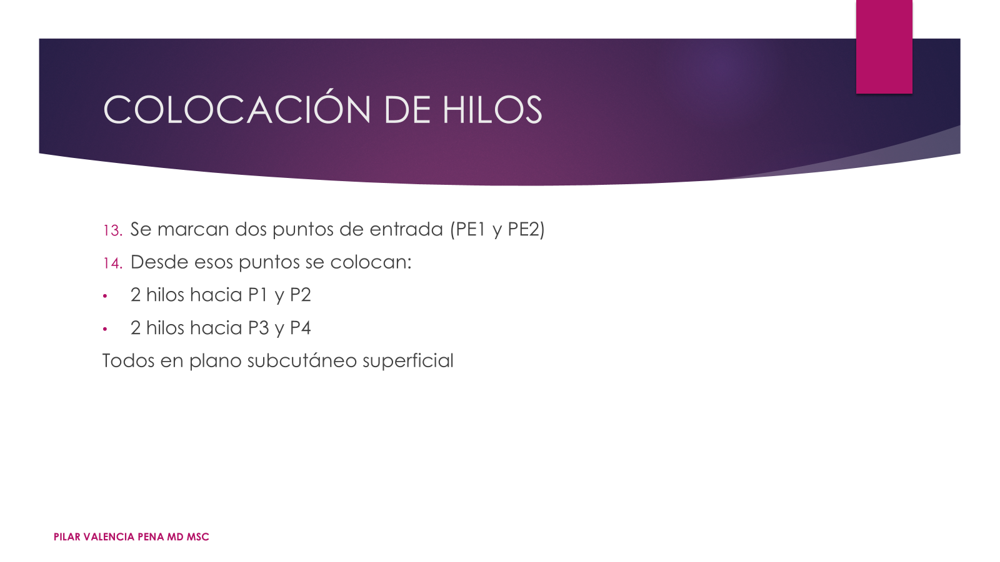 COLOCACIÓN DE HILOS
13. Se marcan dos puntos de entrada (PE1 y PE2)
14. Desde esos puntos se colocan:
• 2 hilos hacia P1 y P2
• 2 hilos hacia P3 y P4
Todos en plano subcutáneo superficial
PILAR VALENCIA PENA MD MSC